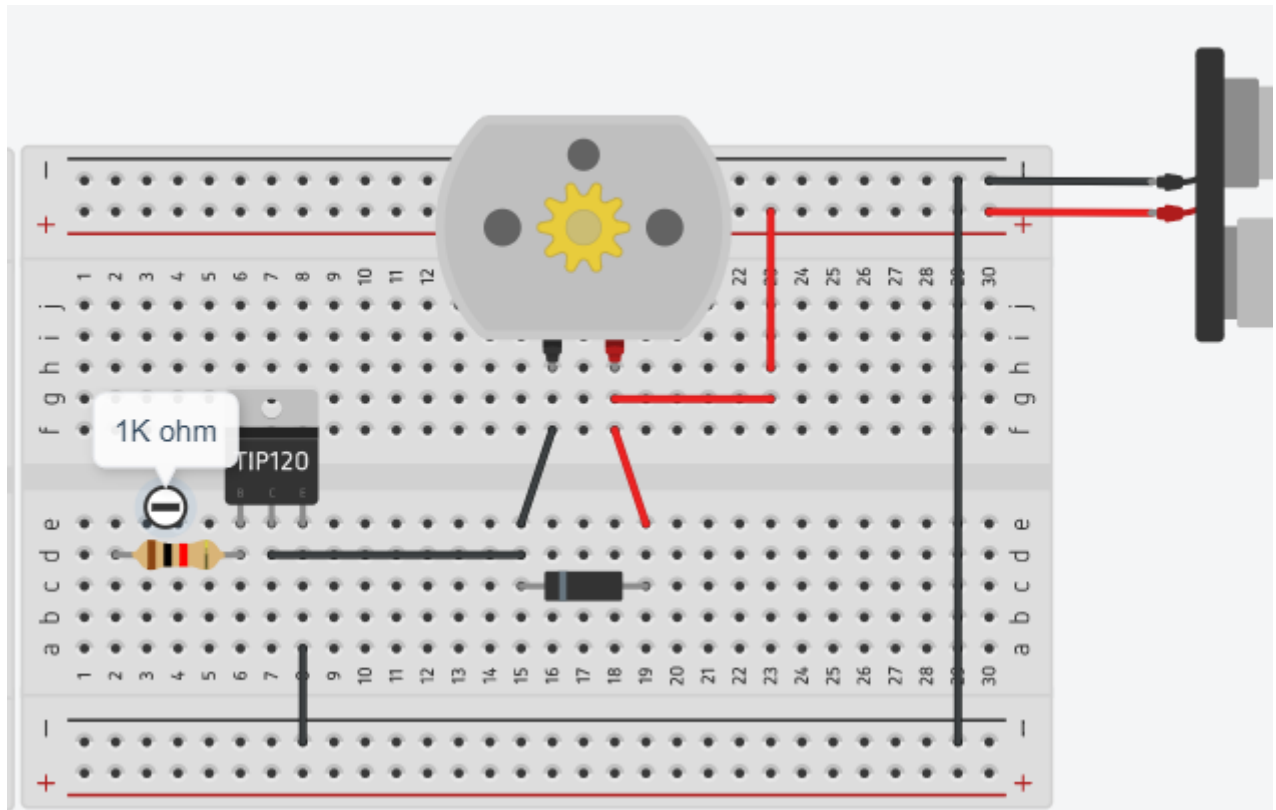 − −
+ +
1 2 3 4 5 6 7 8 9 10 11 12 22 23 24 25 26 27 28 29 30
j j
i i
h h
g g
1K ohm
f f
TIP120
B C E
e e
d d
c c
b b
a a
1 2 3 4 5 6 7 8 9 10 11 12 13 14 15 16 17 18 19 20 21 22 23 24 25 26 27 28 29 30
− −
+ +